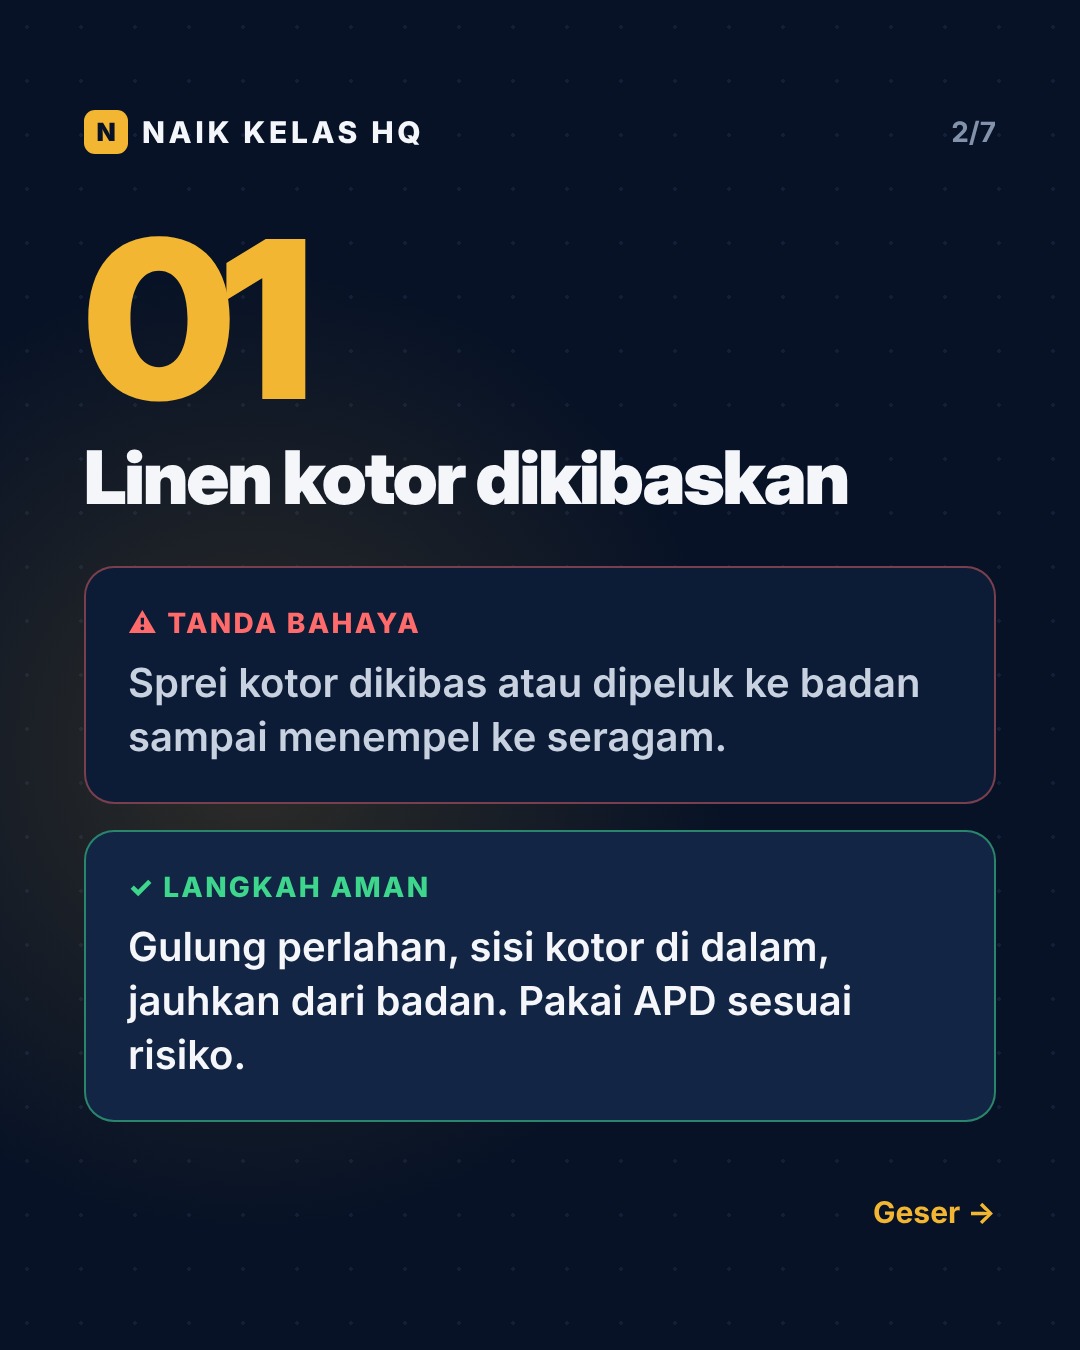 N NAIK KELAS HQ
2/7
01
Linen kotor dikibaskan
⚠ TANDA BAHAYA
Sprei kotor dikibas atau dipeluk ke badan
sampai menempel ke seragam.
✓ LANGKAH AMAN
Gulung perlahan, sisi kotor di dalam,
jauhkan dari badan. Pakai APD sesuai
risiko.
Geser →